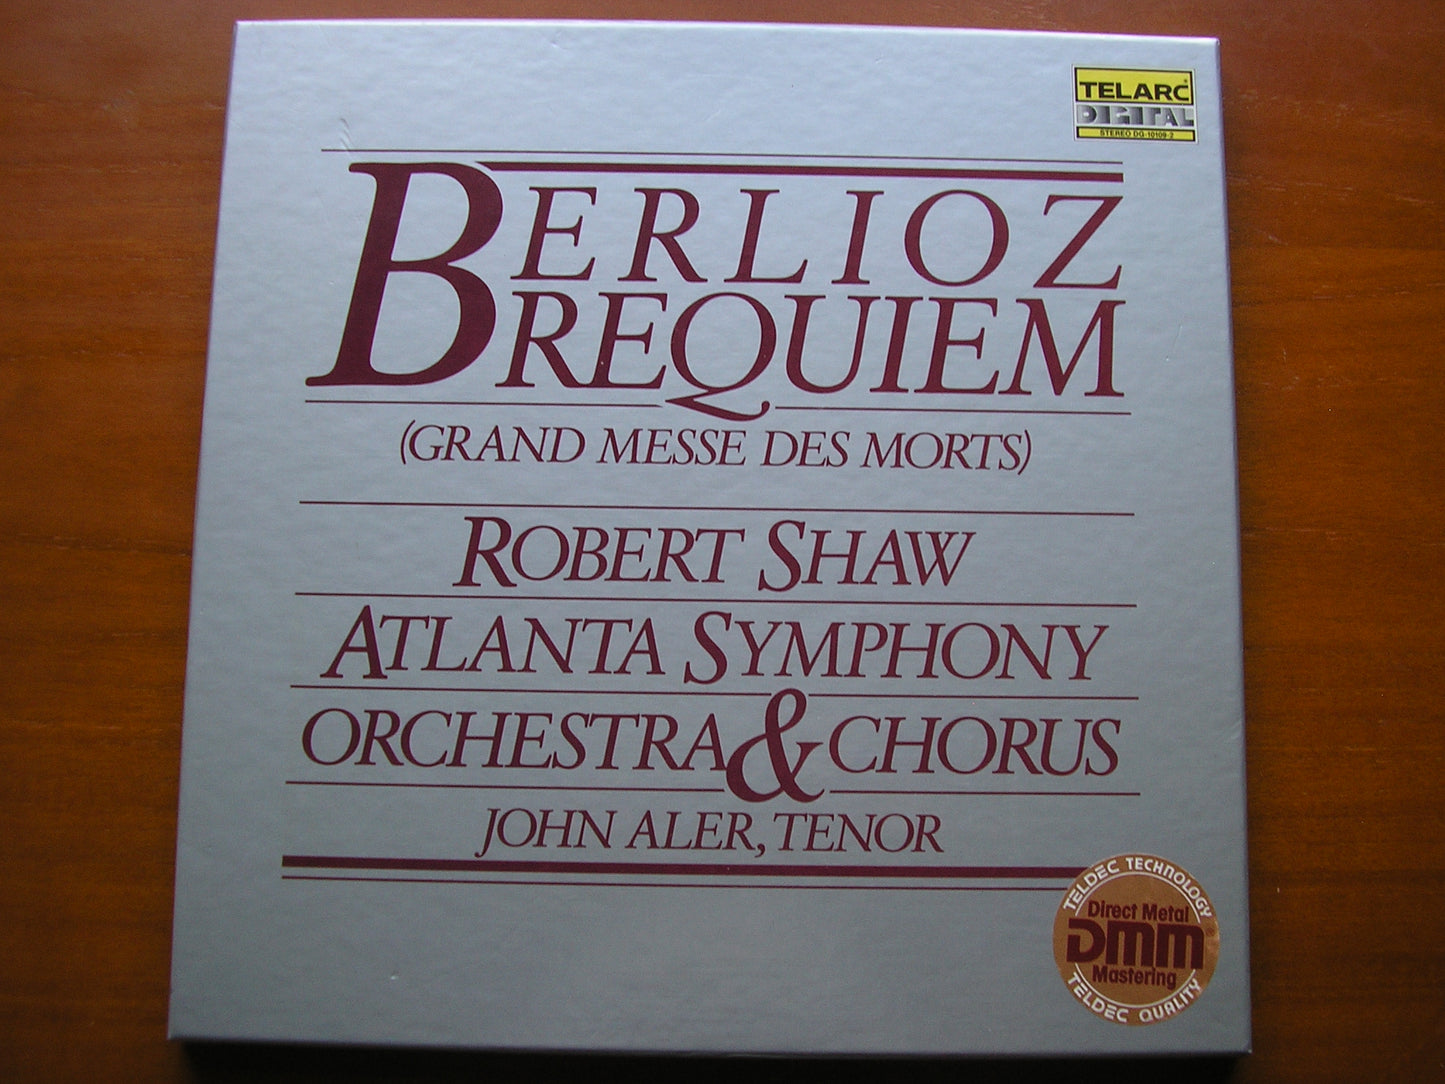 TELARC
DIGITAL
STEREO DG-10109-2
BERLIOZ
REQUIEM
(GRAND MESSE DES MORTS)
ROBERT SHAW
ATLANTA SYMPHONY
ORCHESTRA & CHORUS
JOHN ALER, TENOR
TELDEC TECHNOLOGY
Direct Metal
DMM
Mastering
TELDEC QUALITY